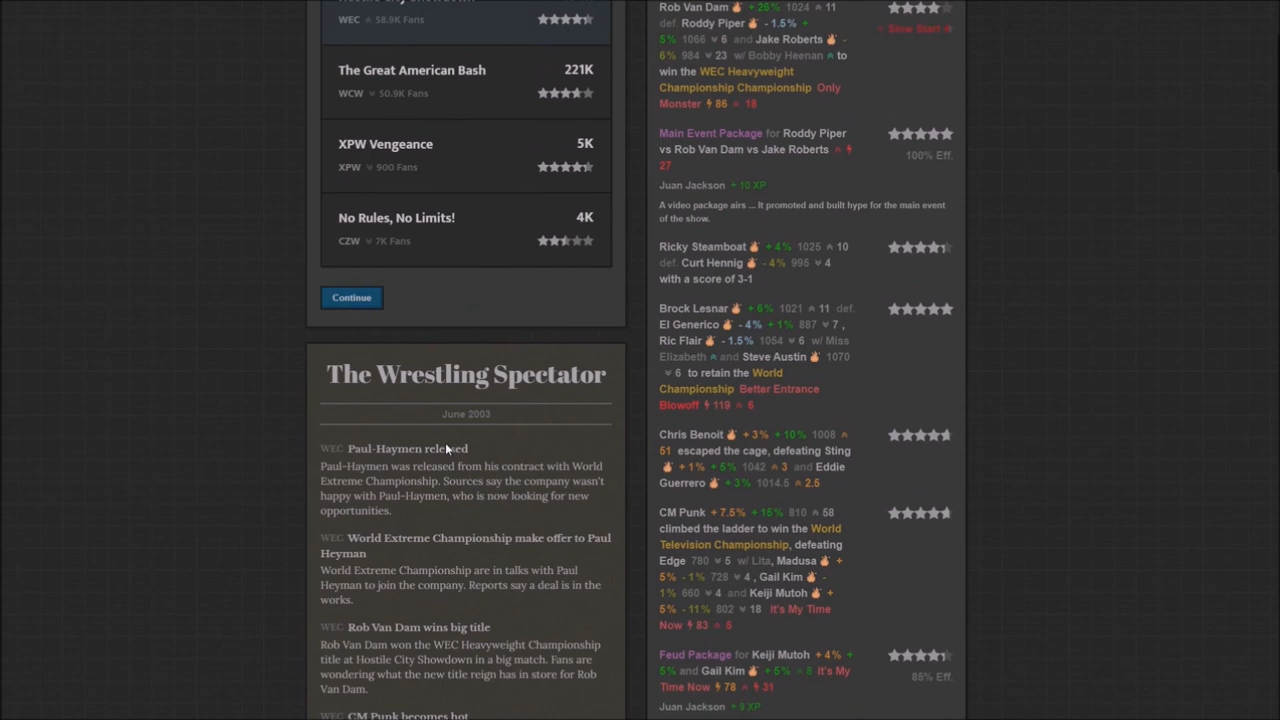 WEC 58.9K Fans
The Great American Bash 221K
WCW 50.9K Fans
XPW Vengeance 5K
XPW 900 Fans
No Rules, No Limits! 4K
CZW 7K Fans
Continue
The Wrestling Spectator
June 2003
WEC Paul-Haymen released
Paul-Haymen was released from his contract with World
Extreme Championship. Sources say the company wasn't
happy with Paul-Haymen, who is now looking for new
opportunities.
WEC World Extreme Championship make offer to Paul
Heyman
World Extreme Championship are in talks with Paul
Heyman to join the company. Reports say a deal is in the
works.
WEC Rob Van Dam wins big title
Rob Van Dam won the WEC Heavyweight Championship
title at Hostile City Showdown in a big match. Fans are
wondering what the new title reign has in store for Rob
Van Dam.
WEC CM Punk becomes hot
Rob Van Dam + 26% 1024 11
def. Roddy Piper - 1.5% +
5% 1066 6 and Jake Roberts -
6% 984 23 w/ Bobby Heenan to
win the WEC Heavyweight
Championship Championship Only
Monster 86 18
+ Slow Start
Main Event Package for Roddy Piper
vs Rob Van Dam vs Jake Roberts
27
100% Eff.
Juan Jackson + 10 XP
A video package airs ... It promoted and built hype for the main event
of the show.
Ricky Steamboat + 4% 1025 10
def. Curt Hennig - 4% 995 4
with a score of 3-1
Brock Lesnar + 6% 1021 11 def.
El Generico - 4% + 1% 887 7 ,
Ric Flair - 1.5% 1054 6 w/ Miss
Elizabeth and Steve Austin 1070
6 to retain the World
Championship Better Entrance
Blowoff 119 6
Chris Benoit + 3% + 10% 1008
51 escaped the cage, defeating Sting
+ 1% + 5% 1042 3 and Eddie
Guerrero + 3% 1014.5 2.5
CM Punk + 7.5% + 15% 810 58
climbed the ladder to win the World
Television Championship, defeating
Edge 780 5 w/ Lita, Madusa +
5% - 1% 728 4 , Gail Kim -
1% 660 4 and Keiji Mutoh +
5% - 11% 802 18 It's My Time
Now 83 5
Feud Package for Keiji Mutoh + 4% +
5% and Gail Kim + 5% 8 It's My
Time Now 78 31
85% Eff.
Juan Jackson + 9 XP